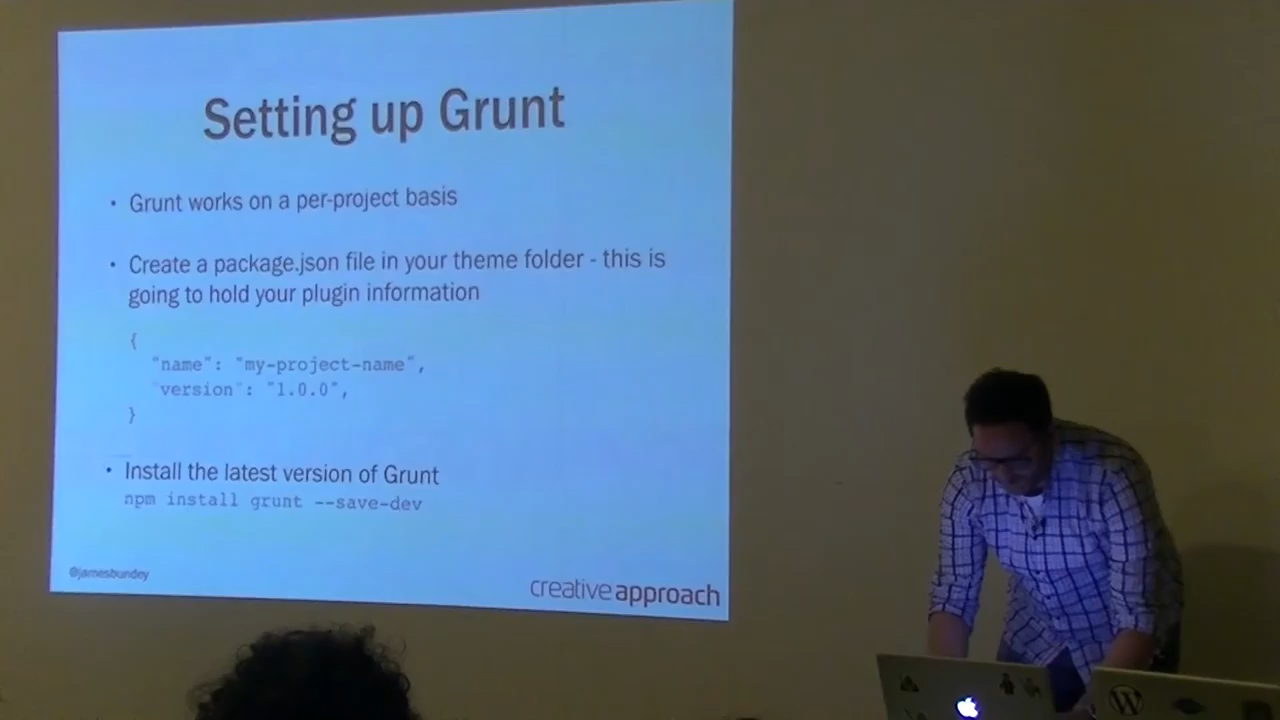 Setting up Grunt
• Grunt works on a per-project basis
• Create a package.json file in your theme folder - this is
going to hold your plugin information
{
"name": "my-project-name",
"version": "1.0.0",
}
• Install the latest version of Grunt
npm install grunt --save-dev
@jamesbundey
creativeapproach